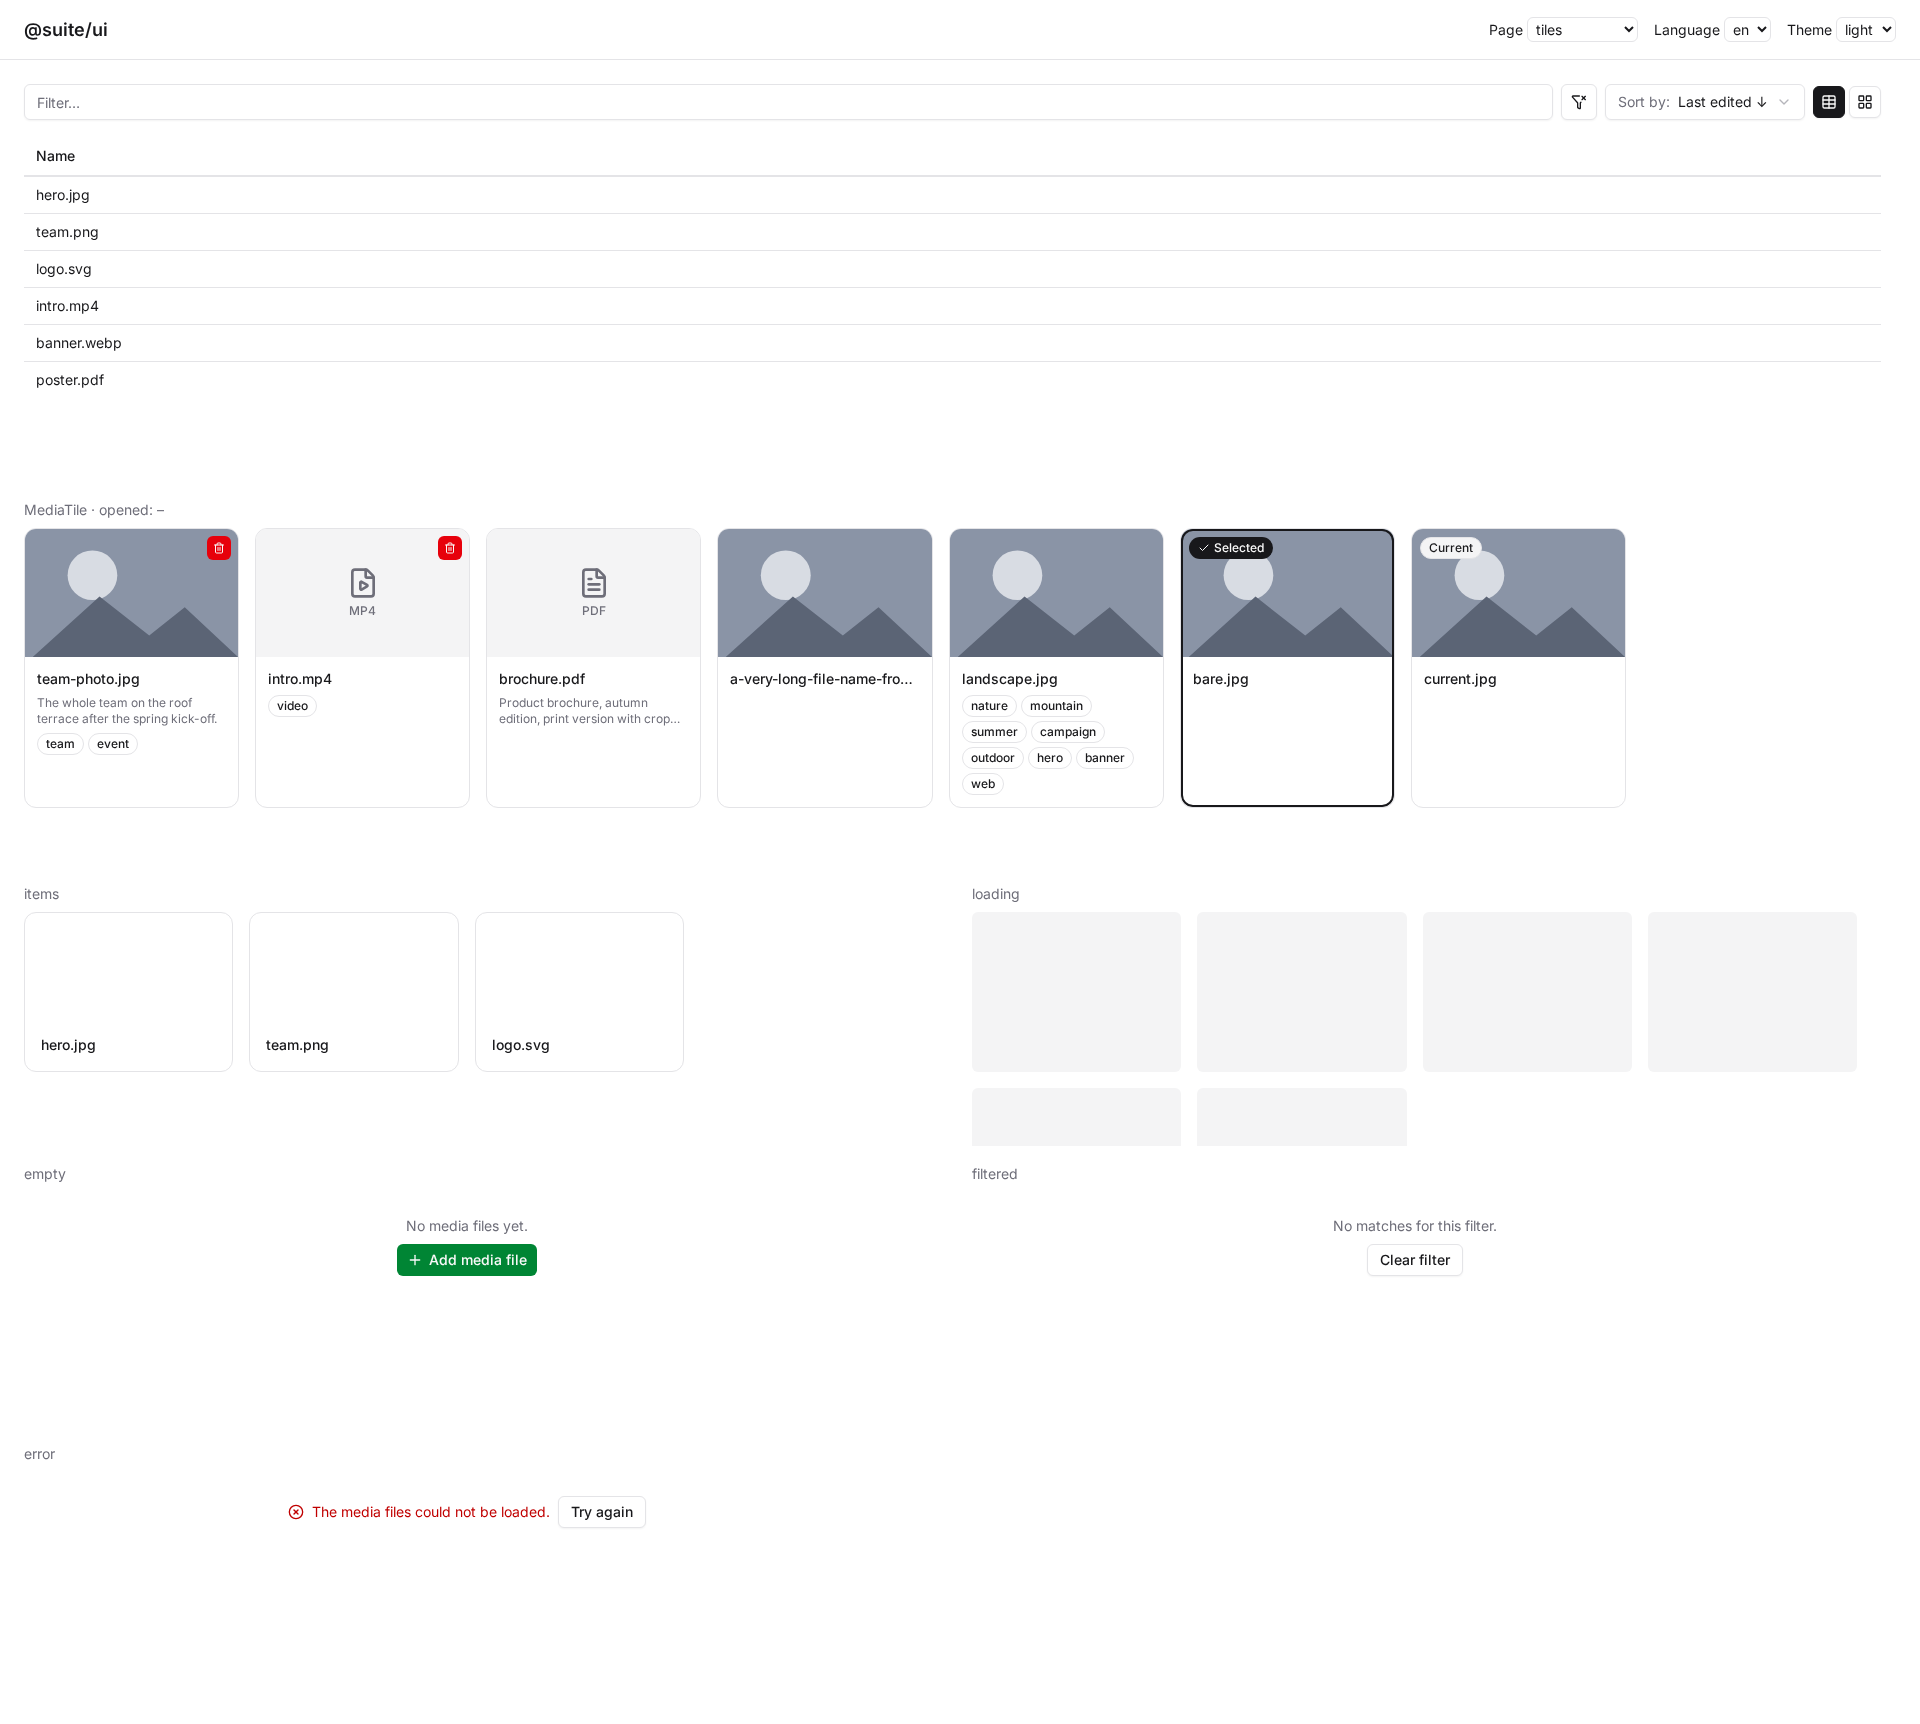 @suite/ui
Page tiles Language en Theme light
Filter...
Sort by: Last edited ↓
Name
hero.jpg
team.png
logo.svg
intro.mp4
banner.webp
poster.pdf
MediaTile · opened: –
team-photo.jpg
The whole team on the roof
terrace after the spring kick-off.
team event
MP4
intro.mp4
video
PDF
brochure.pdf
Product brochure, autumn
edition, print version with crop…
a-very-long-file-name-fro…
landscape.jpg
nature mountain
summer campaign
outdoor hero banner
web
Selected
bare.jpg
Current
current.jpg
items
hero.jpg
team.png
logo.svg
loading
empty
No media files yet.
Add media file
filtered
No matches for this filter.
Clear filter
error
The media files could not be loaded. Try again